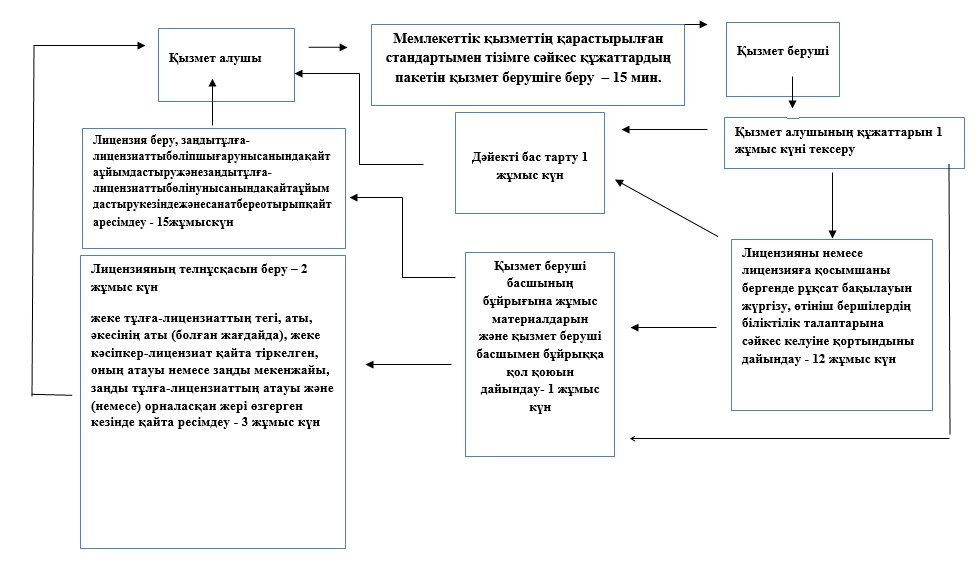 Қызмет алушы
Мемлекеттік қызметтің қарастырылған
стандартымен тізімге сәйкес құжаттардың
пакетін қызмет берушіге беру – 15 мин.
Қызмет беруші
Қызмет алушының құжаттарын 1
жұмыс күні тексеру
Дәйекті бас тарту 1
жұмыс күн
Лицензия беру, заңдытұлға-
лицензиаттыбөліпшығарунысанындақайт
аұйымдастыружәнезаңдытұлға-
лицензиаттыбөлінунысанындақайтаұйым
дастырукезіндежәнесанатбереотырыпқайт
аресімдеу - 15жұмыскүн
Лицензияның телнұсқасын беру – 2
жұмыс күн
жеке тұлға-лицензиаттың тегі, аты,
әкесінің аты (болған жағдайда), жеке
кәсіпкер-лицензиат қайта тіркелген,
оның атауы немесе заңды мекенжайы,
заңды тұлға-лицензиаттың атауы және
(немесе) орналасқан жері өзгерген
кезінде қайта ресімдеу - 3 жұмыс күн
Қызмет беруші
басшының
бұйрығына жұмыс
материалдарын
және қызмет беруші
басшымен бұйрыққа
қол қоюын
дайындау- 1 жұмыс
күн
Лицензияны немесе
лицензияға қосымшаны
бергенде рұқсат бақылауын
жүргізу, өтініш бершілердің
біліктілік талаптарына
сәйкес келуіне қортындыны
дайындау - 12 жұмыс күн